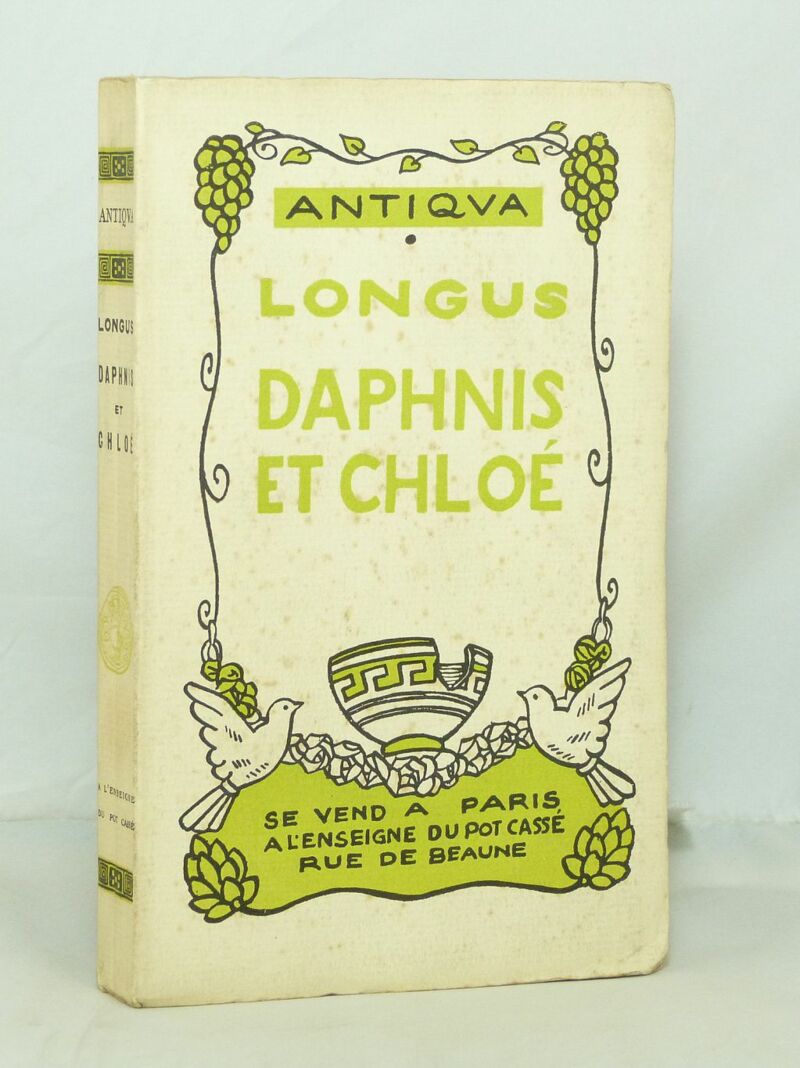 ANTIQVA
LONGUS
DAPHNIS
ET CHLOÉ
SE VEND A PARIS
A L'ENSEIGNE DU POT CASSÉ
RUE DE BEAUNE
ANTIQVA
LONGUS
DAPHNIS
ET
CHLOÉ
A L'ENSEIGNE
DU POT CASSÉ